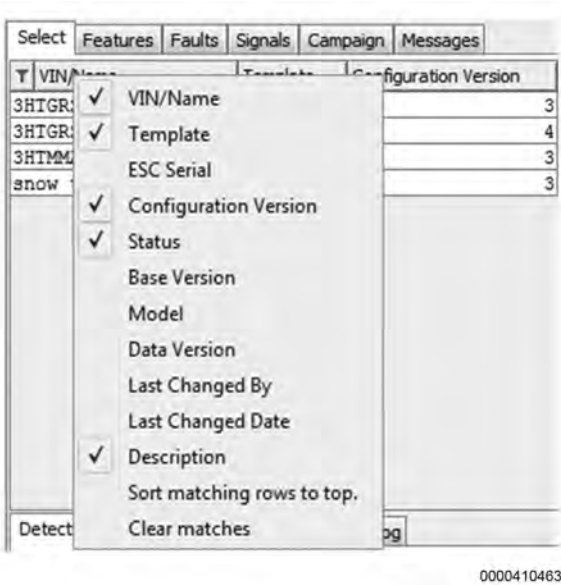 Select Features Faults Signals Campaign Messages
VIN/Name Template Configuration Version
3HTGR 3
3HTGR 4
3HTMM 3
snow 3
VIN/Name
Template
ESC Serial
Configuration Version
Status
Base Version
Model
Data Version
Last Changed By
Last Changed Date
Description
Sort matching rows to top.
Clear matches
Detect og
0000410463